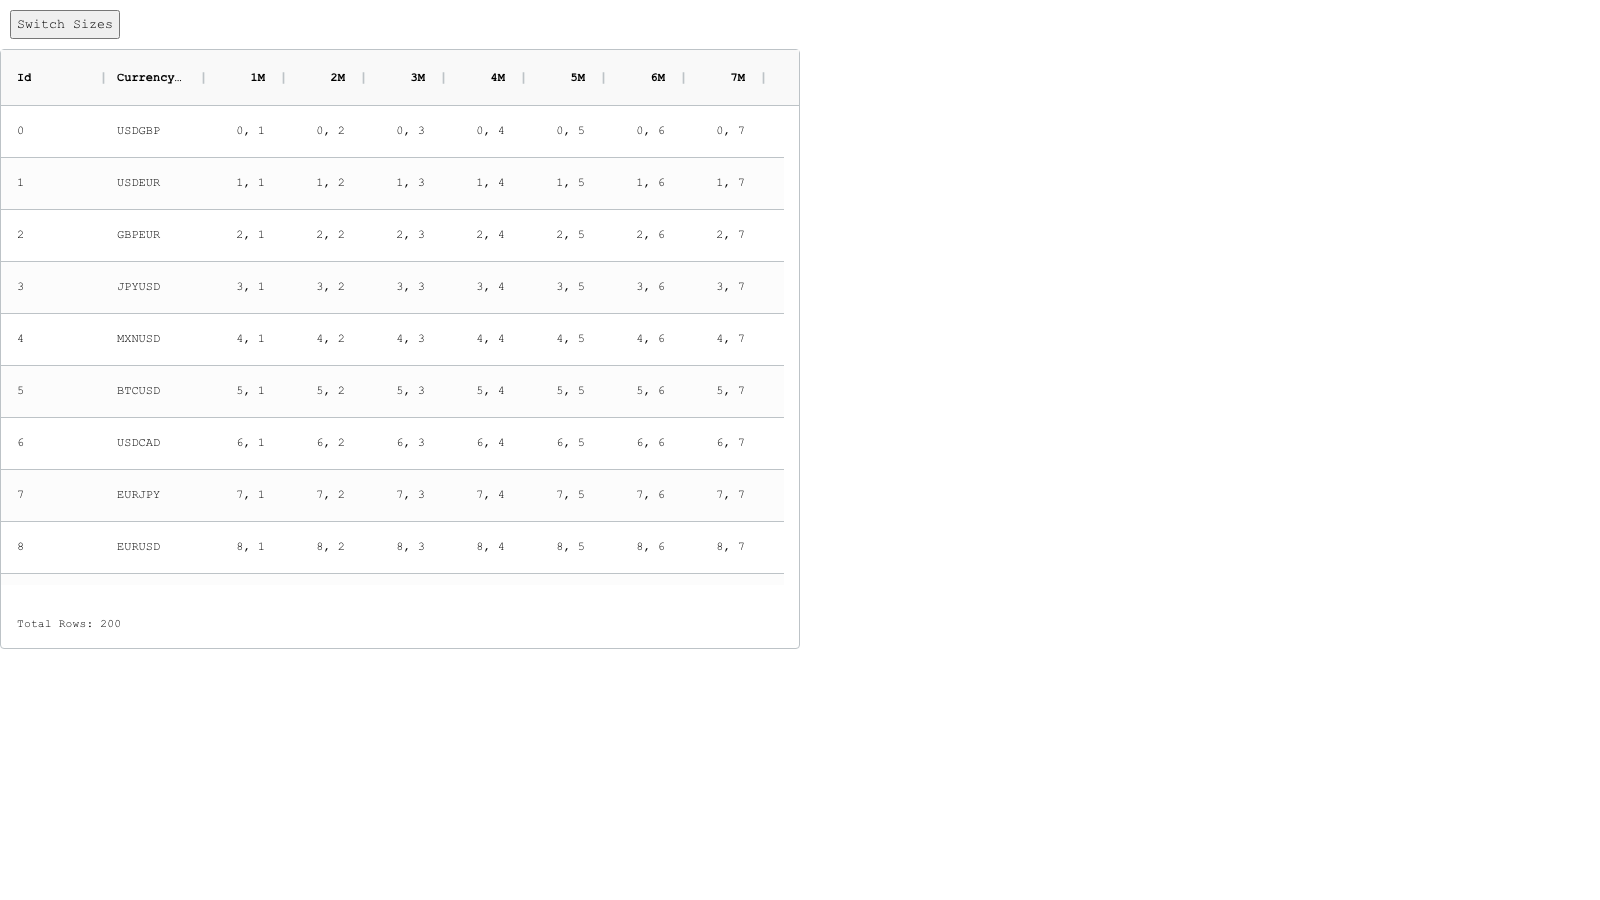 Switch Sizes
Id | Currency… | 1M | 2M | 3M | 4M | 5M | 6M | 7M |
0 USDGBP 0, 1 0, 2 0, 3 0, 4 0, 5 0, 6 0, 7
1 USDEUR 1, 1 1, 2 1, 3 1, 4 1, 5 1, 6 1, 7
2 GBPEUR 2, 1 2, 2 2, 3 2, 4 2, 5 2, 6 2, 7
3 JPYUSD 3, 1 3, 2 3, 3 3, 4 3, 5 3, 6 3, 7
4 MXNUSD 4, 1 4, 2 4, 3 4, 4 4, 5 4, 6 4, 7
5 BTCUSD 5, 1 5, 2 5, 3 5, 4 5, 5 5, 6 5, 7
6 USDCAD 6, 1 6, 2 6, 3 6, 4 6, 5 6, 6 6, 7
7 EURJPY 7, 1 7, 2 7, 3 7, 4 7, 5 7, 6 7, 7
8 EURUSD 8, 1 8, 2 8, 3 8, 4 8, 5 8, 6 8, 7
Total Rows: 200